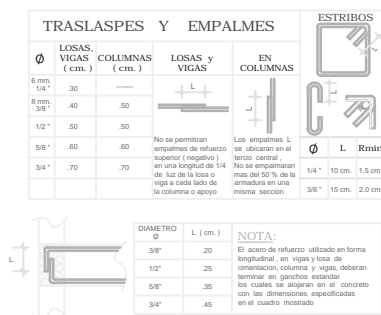 TRASLASPES Y EMPALMES
ESTRIBOS
Ø
LOSAS,
VIGAS
( cm. )
COLUMNAS
( cm. )
LOSAS y
VIGAS
EN
COLUMNAS
6 mm.
1/4 "
.30
--------
8 mm.
3/8 "
.40
.50
1/2 "
.50
.50
5/8 "
.60
.60
3/4 "
.70
.70
L
No se permitiran
empalmes de refuerzo
superior ( negativo )
en una longitud de 1/4
de luz de la losa o
viga a cada lado de
la columna o apoyo
L
Los empalmes L
se ubicaran en el
tercio central ,
No se empalmaran
mas del 50 % de la
armadura en una
misma seccion
L
Ø L Rmin
1/4 " 10 cm. 1.5 cm
3/8 " 15 cm. 2.0 cm
L
DIAMETRO
Ø
L ( cm. )
3/8" .20
1/2" .25
5/8" .35
3/4" .45
NOTA:
El acero de refuerzo utilizado en forma
longitudinal , en vigas y losa de
cimentacion, columna y vigas, deberan
terminar en ganchos estandar
los cuales se alojaran en el concreto
con las dimensiones especificadas
en el cuadro mostrado